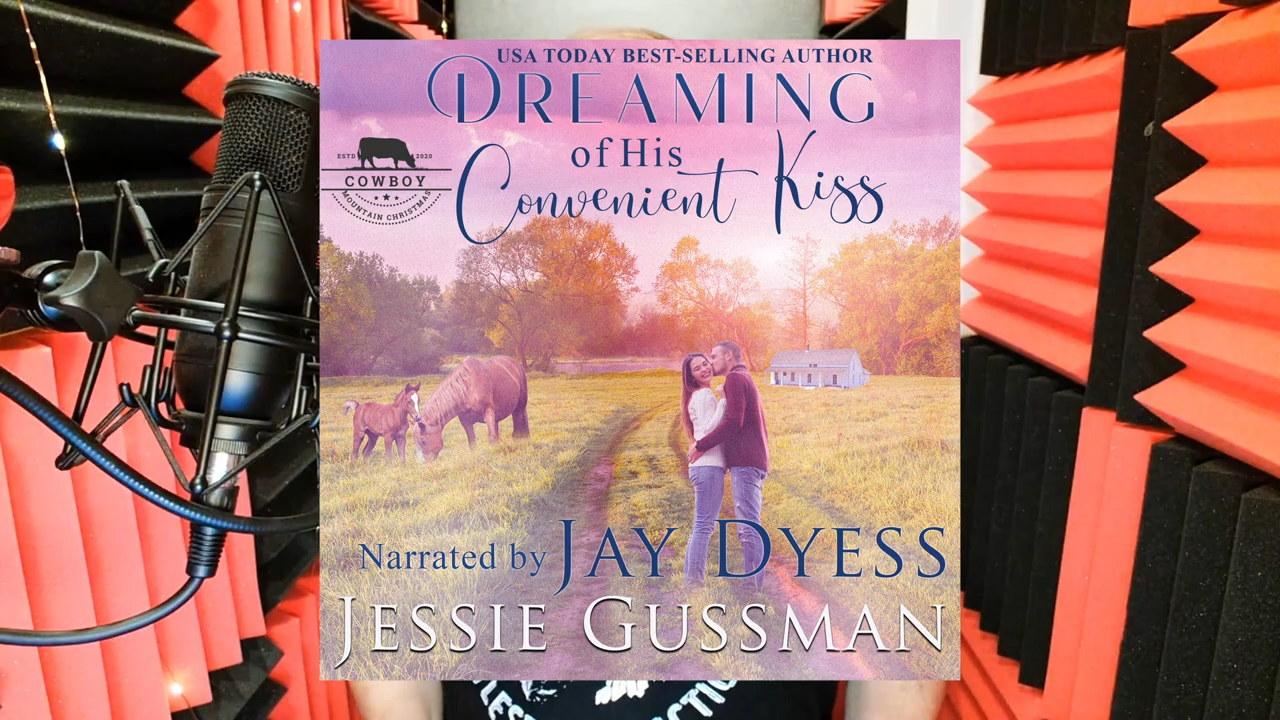 USA TODAY BEST-SELLING AUTHOR
DREAMING
of His
Convenient Kiss
ESTD 2020
COWBOY
MOUNTAIN CHRISTMAS
Narrated by JAY DYESS
JESSIE GUSSMAN